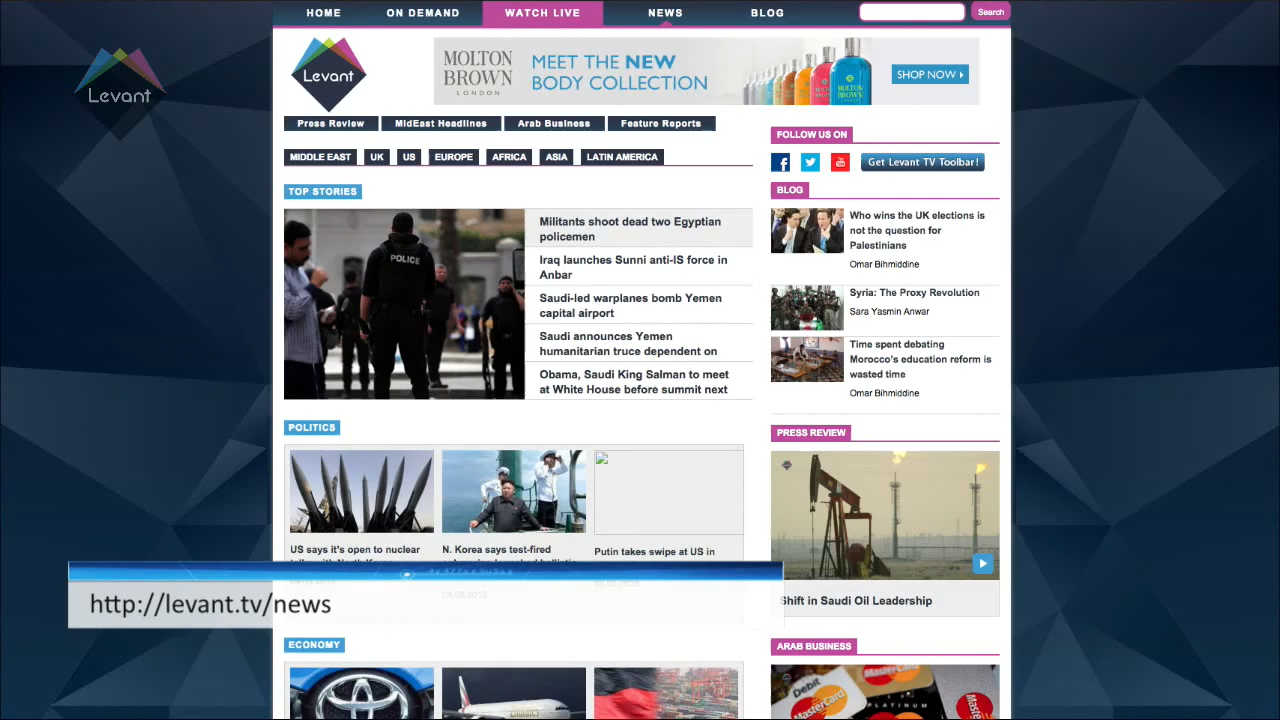 HOME ON DEMAND WATCH LIVE NEWS BLOG Search
Levant
Levant
MOLTON
BROWN
LONDON
MEET THE NEW
BODY COLLECTION
SHOP NOW
Press Review MidEast Headlines Arab Business Feature Reports
MIDDLE EAST UK US EUROPE AFRICA ASIA LATIN AMERICA
TOP STORIES
POLICE
Militants shoot dead two Egyptian
policemen
Iraq launches Sunni anti-IS force in
Anbar
Saudi-led warplanes bomb Yemen
capital airport
Saudi announces Yemen
humanitarian truce dependent on
Obama, Saudi King Salman to meet
at White House before summit next
FOLLOW US ON
Get Levant TV Toolbar!
BLOG
Who wins the UK elections is
not the question for
Palestinians
Omar Bihmiddine
Syria: The Proxy Revolution
Sara Yasmin Anwar
Time spent debating
Morocco's education reform is
wasted time
Omar Bihmiddine
POLITICS
US says it's open to nuclear
N. Korea says test-fired
Putin takes swipe at US in
PRESS REVIEW
Shift in Saudi Oil Leadership
http://levant.tv/news
ECONOMY
ARAB BUSINESS
Debit
MasterCard
MasterCard
PLATINUM